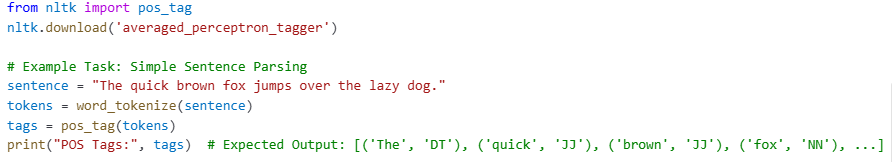 from nltk import pos_tag
nltk.download('averaged_perceptron_tagger')
# Example Task: Simple Sentence Parsing
sentence = "The quick brown fox jumps over the lazy dog."
tokens = word_tokenize(sentence)
tags = pos_tag(tokens)
print("POS Tags:", tags)  # Expected Output: [('The', 'DT'), ('quick', 'JJ'), ('brown', 'JJ'), ('fox', 'NN'), ...]